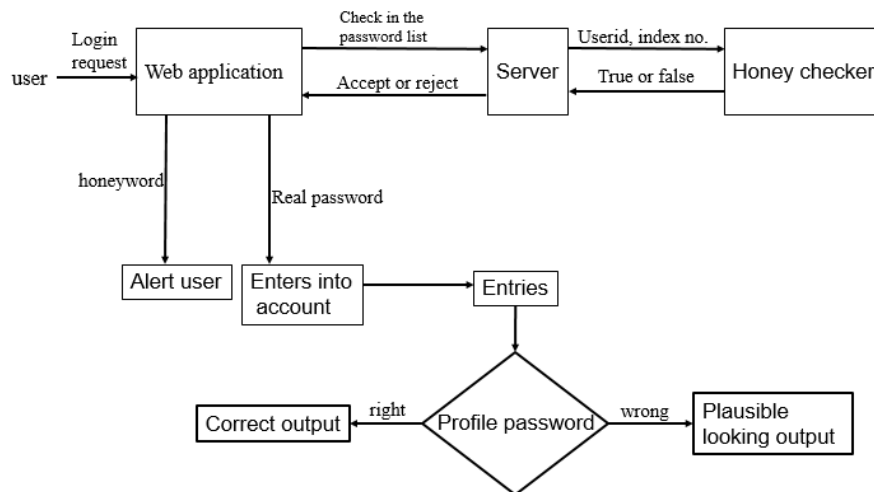 Login
request
user
Web application
Check in the
password list
Accept or reject
Server
Userid, index no.
True or false
Honey checker
honeyword
Real password
Alert user
Enters into
account
Entries
Profile password
right
wrong
Correct output
Plausible
looking output